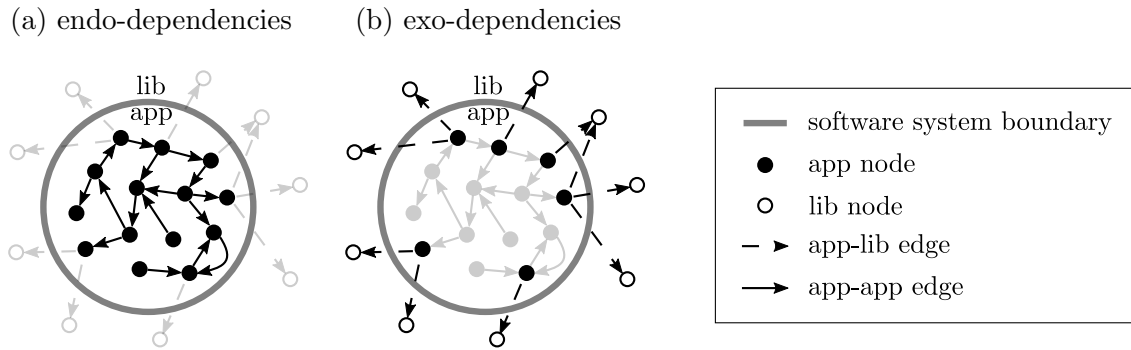 (a) endo-dependencies
(b) exo-dependencies
lib
app
lib
app
software system boundary
app node
lib node
app-lib edge
app-app edge